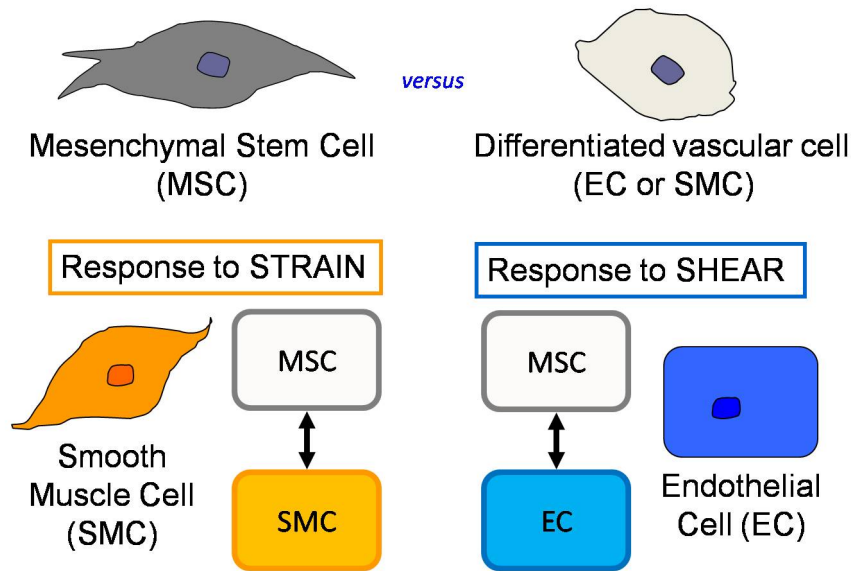 versus
Mesenchymal Stem Cell
(MSC)
Differentiated vascular cell
(EC or SMC)
Response to STRAIN
MSC
Smooth
Muscle Cell
(SMC)
SMC
Response to SHEAR
MSC
EC
Endothelial
Cell (EC)